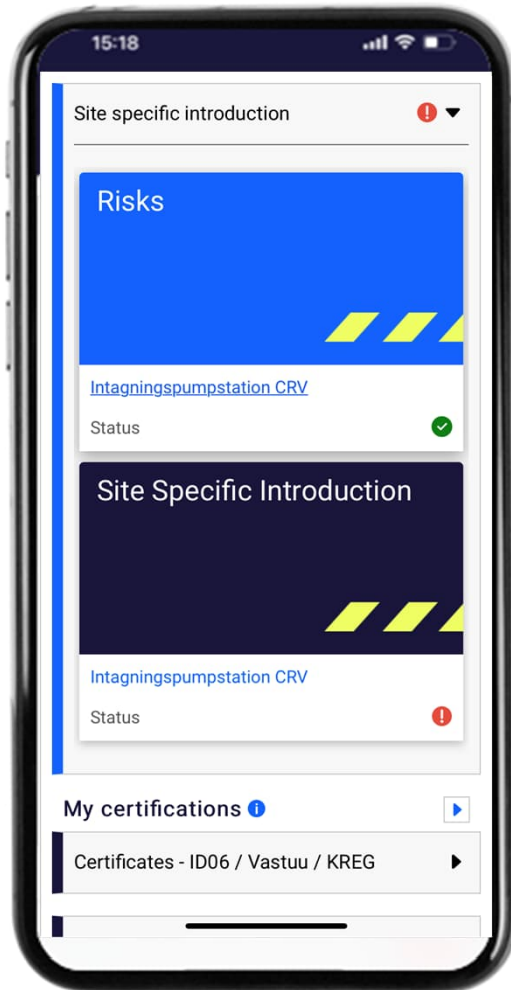 15:18
Site specific introduction
Risks
Intagningspumpstation CRV
Status
Site Specific Introduction
Intagningspumpstation CRV
Status
My certifications
Certificates - ID06 / Vastuu / KREG